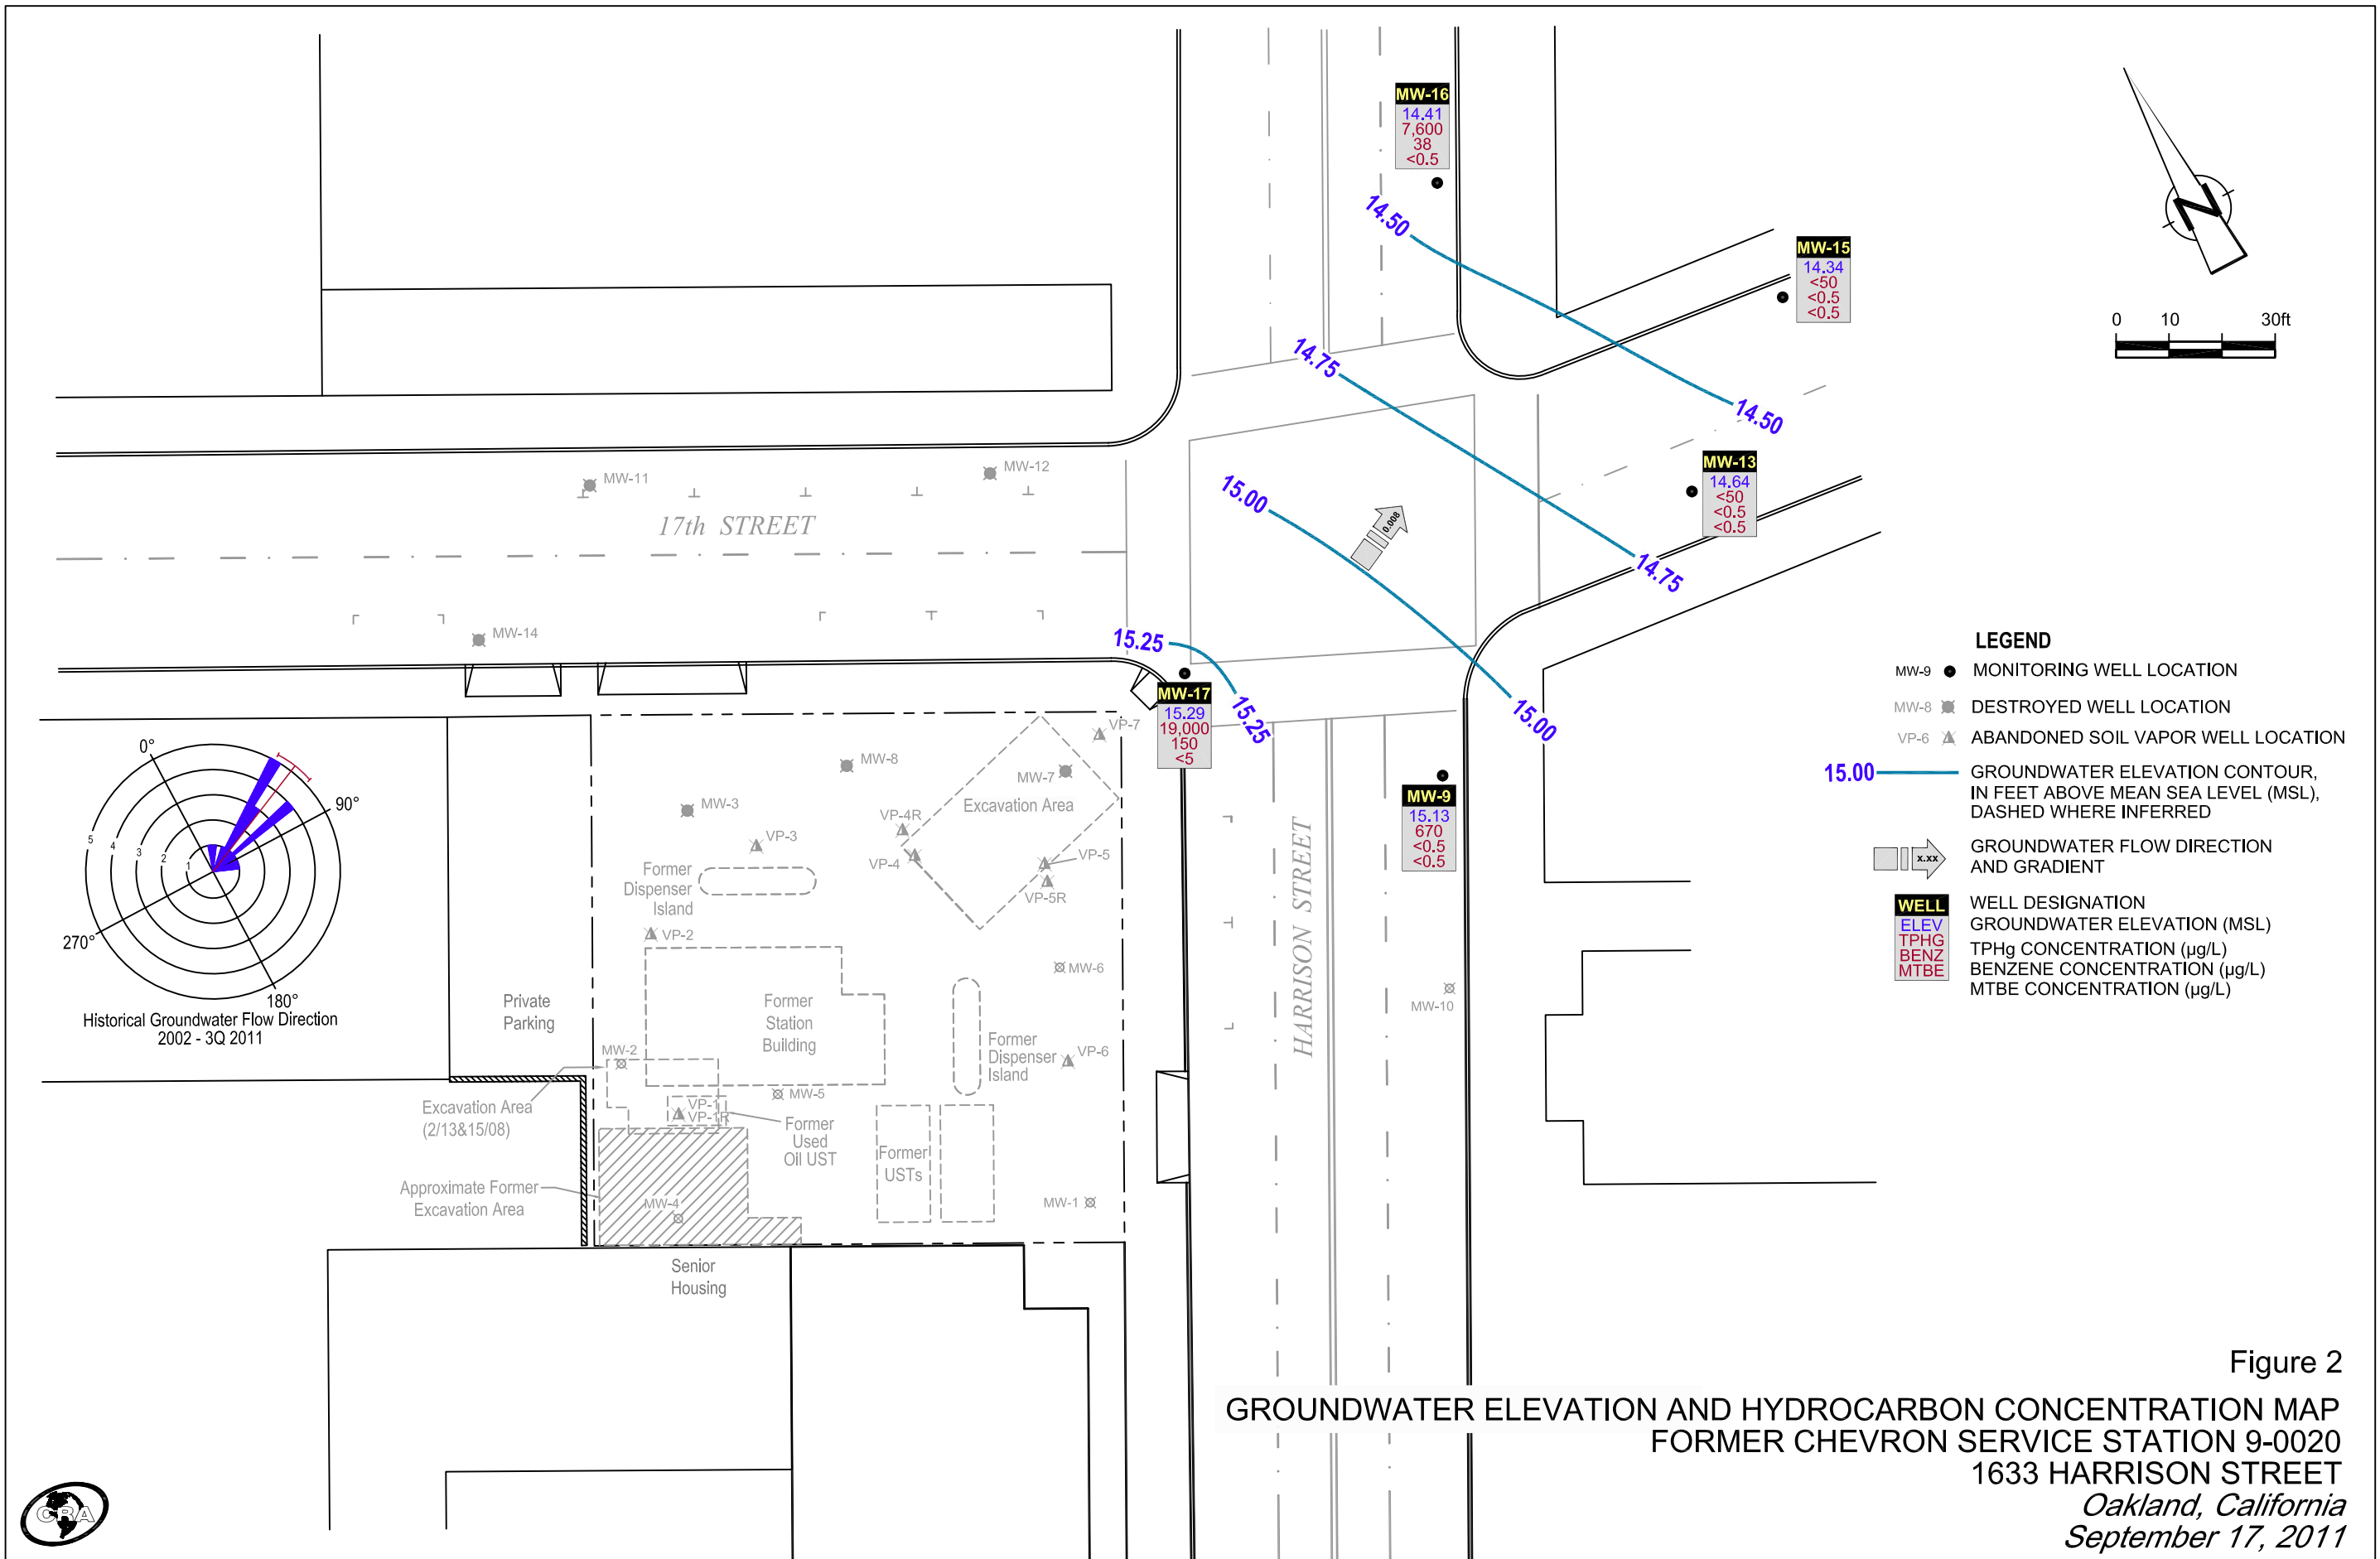 MW-16
14.41
7,600
38
<0.5
14.50
MW-15
14.34
<50
<0.5
<0.5
N
0 10 30ft
14.75
14.50
MW-13
14.64
<50
<0.5
<0.5
MW-11
MW-12
17th STREET
15.00
0.008
14.75
MW-14
15.25
15.25
15.00
MW-17
15.29
19,000
150
<5
MW-9
15.13
670
<0.5
<0.5
HARRISON STREET
MW-10
LEGEND
MW-9 MONITORING WELL LOCATION
MW-8 DESTROYED WELL LOCATION
VP-6 ABANDONED SOIL VAPOR WELL LOCATION
15.00 GROUNDWATER ELEVATION CONTOUR,
IN FEET ABOVE MEAN SEA LEVEL (MSL),
DASHED WHERE INFERRED
x.xx GROUNDWATER FLOW DIRECTION
AND GRADIENT
WELL WELL DESIGNATION
ELEV GROUNDWATER ELEVATION (MSL)
TPHG TPHg CONCENTRATION (µg/L)
BENZ BENZENE CONCENTRATION (µg/L)
MTBE MTBE CONCENTRATION (µg/L)
0°
90°
180°
270°
5 4 3 2 1
Historical Groundwater Flow Direction
2002 - 3Q 2011
VP-7
MW-8
MW-7
Excavation Area
MW-3
VP-4R
VP-3
VP-4
VP-5
VP-5R
Former
Dispenser
Island
VP-2
MW-6
Private
Parking
Former
Station
Building
Former
Dispenser
Island
VP-6
MW-2
MW-5
Excavation Area
(2/13&15/08)
VP-1
VP-1R
Former
Used
Oil UST
Former
USTs
Approximate Former
Excavation Area
MW-4
MW-1
Senior
Housing
Figure 2
GROUNDWATER ELEVATION AND HYDROCARBON CONCENTRATION MAP
FORMER CHEVRON SERVICE STATION 9-0020
1633 HARRISON STREET
Oakland, California
September 17, 2011
CRA